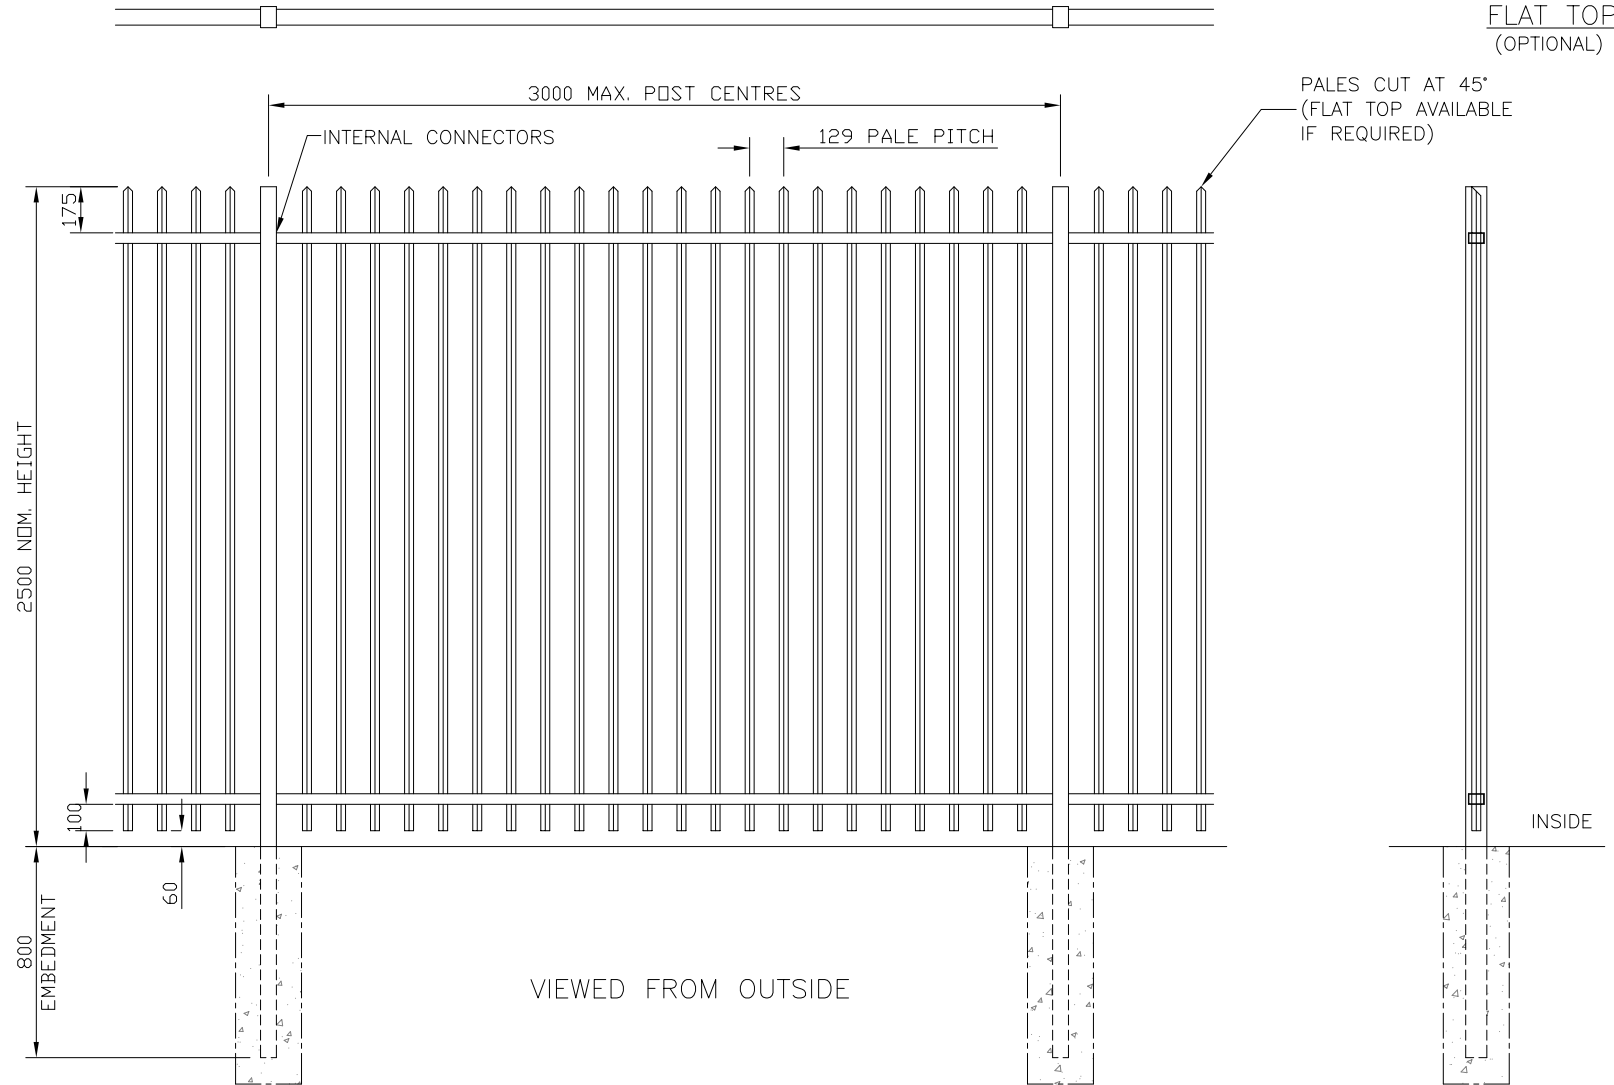 FLAT TOP
(OPTIONAL)
3000 MAX. POST CENTRES
PALES CUT AT 45°
(FLAT TOP AVAILABLE
IF REQUIRED)
INTERNAL CONNECTORS
129 PALE PITCH
175
2500 NOM. HEIGHT
100
60
INSIDE
800
EMBEDMENT
VIEWED FROM OUTSIDE